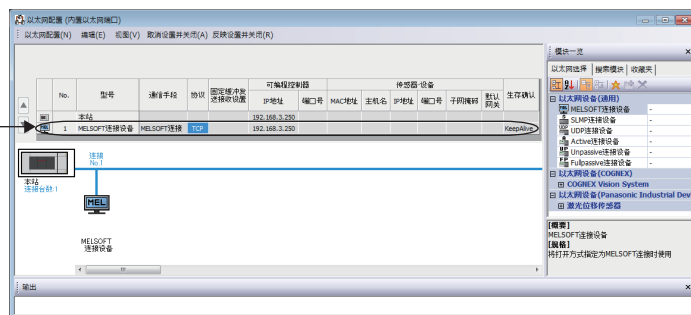 以太网配置 (内置以太网端口)
以太网配置(N) 编辑(E) 视图(V) 取消设置并关闭(A) 反映设置并关闭(R)
模块一览
以太网选择 搜索模块 收藏夹
可编程控制器 传感器·设备
No. 型号 通信手段 协议 固定缓冲发送接收设置 IP地址 端口号 MAC地址 主机名 IP地址 端口号 子网掩码 默认网关 生存确认
本站 192.168.3.250
1 MELSOFT连接设备 MELSOFT连接 TCP 192.168.3.250 KeepAlive
以太网设备(通用)
MELSOFT连接设备 -
SLMP连接设备 -
UDP连接设备 -
Active连接设备 -
Unpassive连接设备 -
Fullpassive连接设备 -
以太网设备(COGNEX)
COGNEX Vision System
以太网设备(Panasonic Industrial Dev
激光位移传感器
连接
No.1
本站
连接台数:1
MEL
MELSOFT
连接设备
[概要]
MELSOFT连接设备
[规格]
将打开方式指定为MELSOFT连接时使用
输出